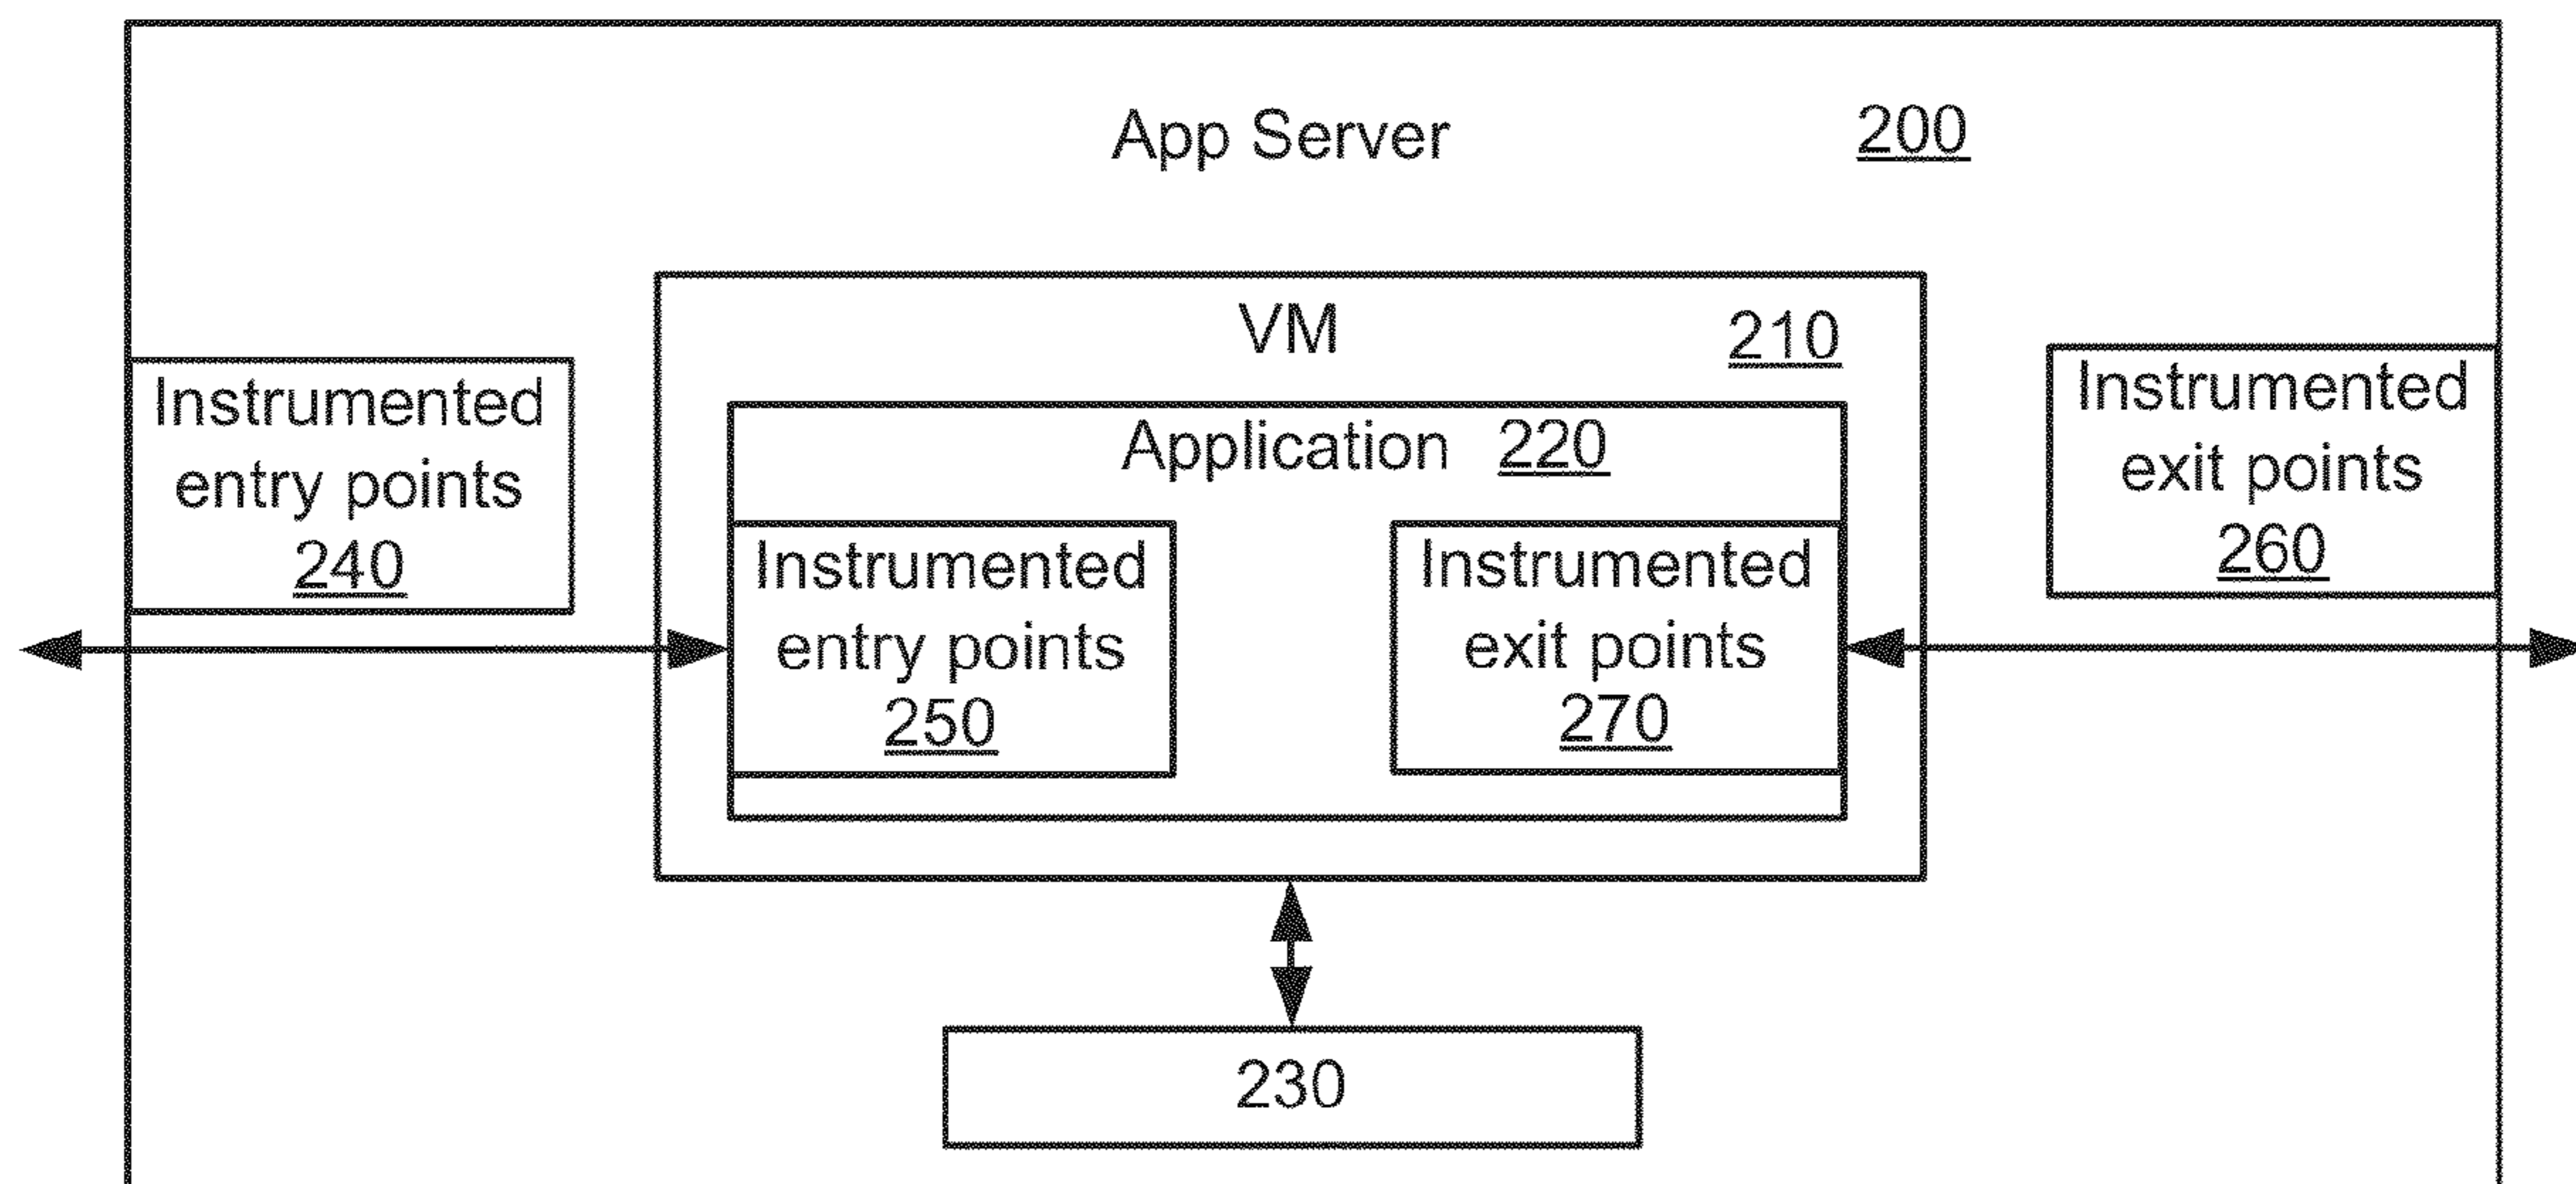 App Server 200
VM 210
Instrumented
entry points
240
Application 220
Instrumented
entry points
250
Instrumented
exit points
270
Instrumented
exit points
260
230